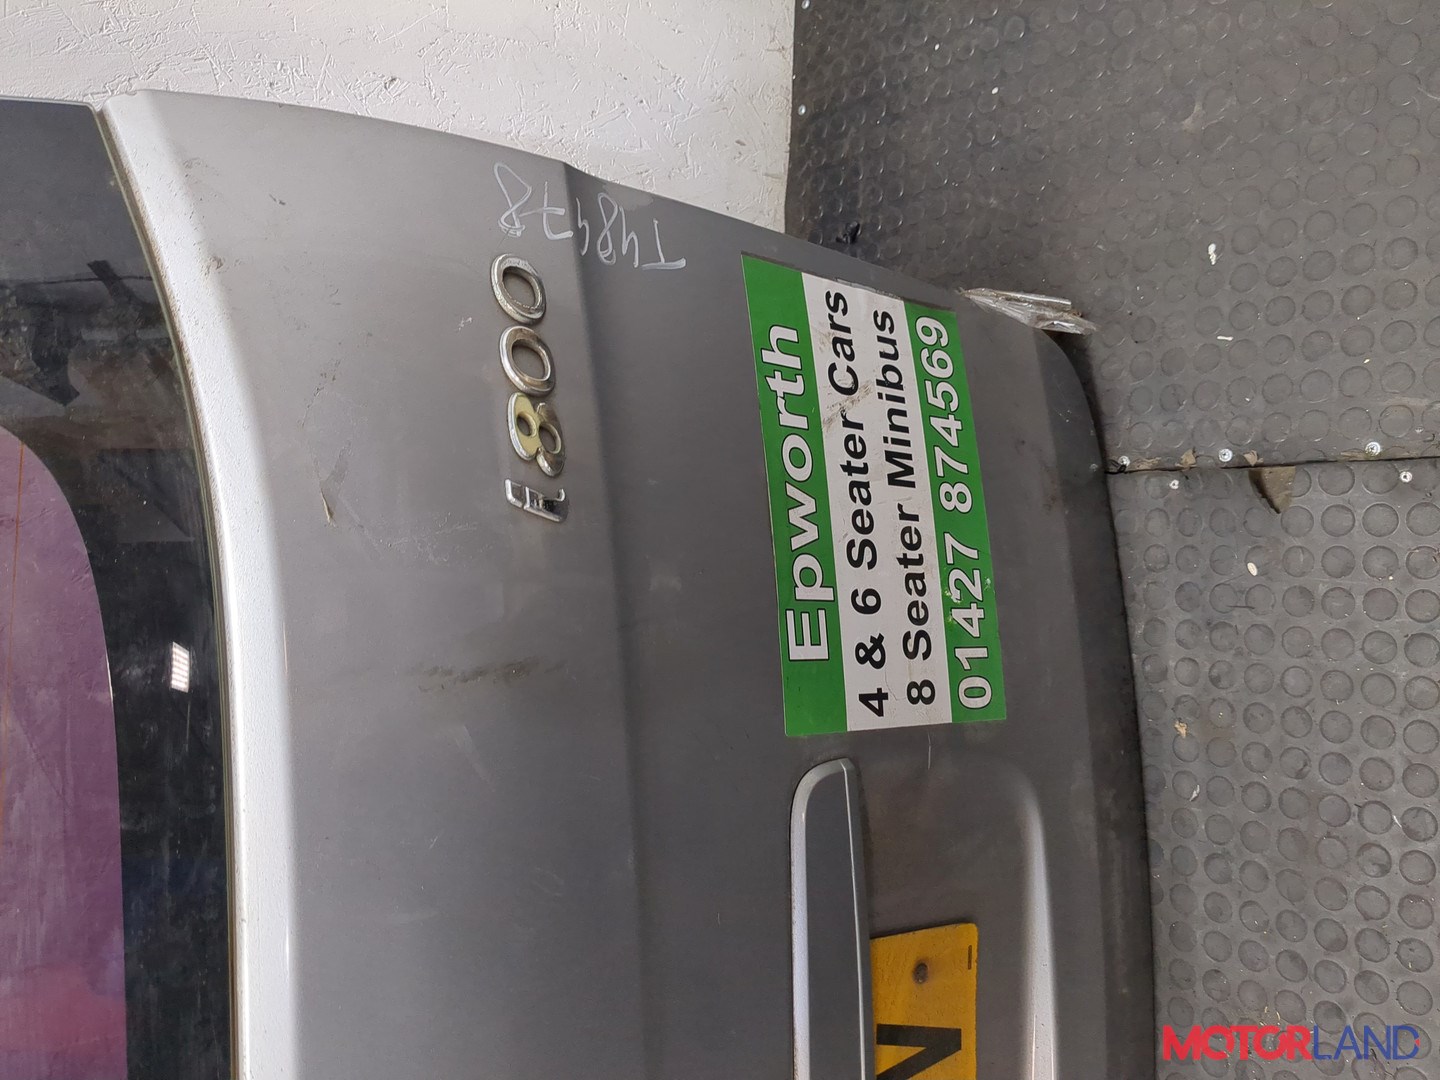 T48478
i800
Epworth
4 & 6 Seater Cars
8 Seater Minibus
01427 874569
N
MOTORLAND